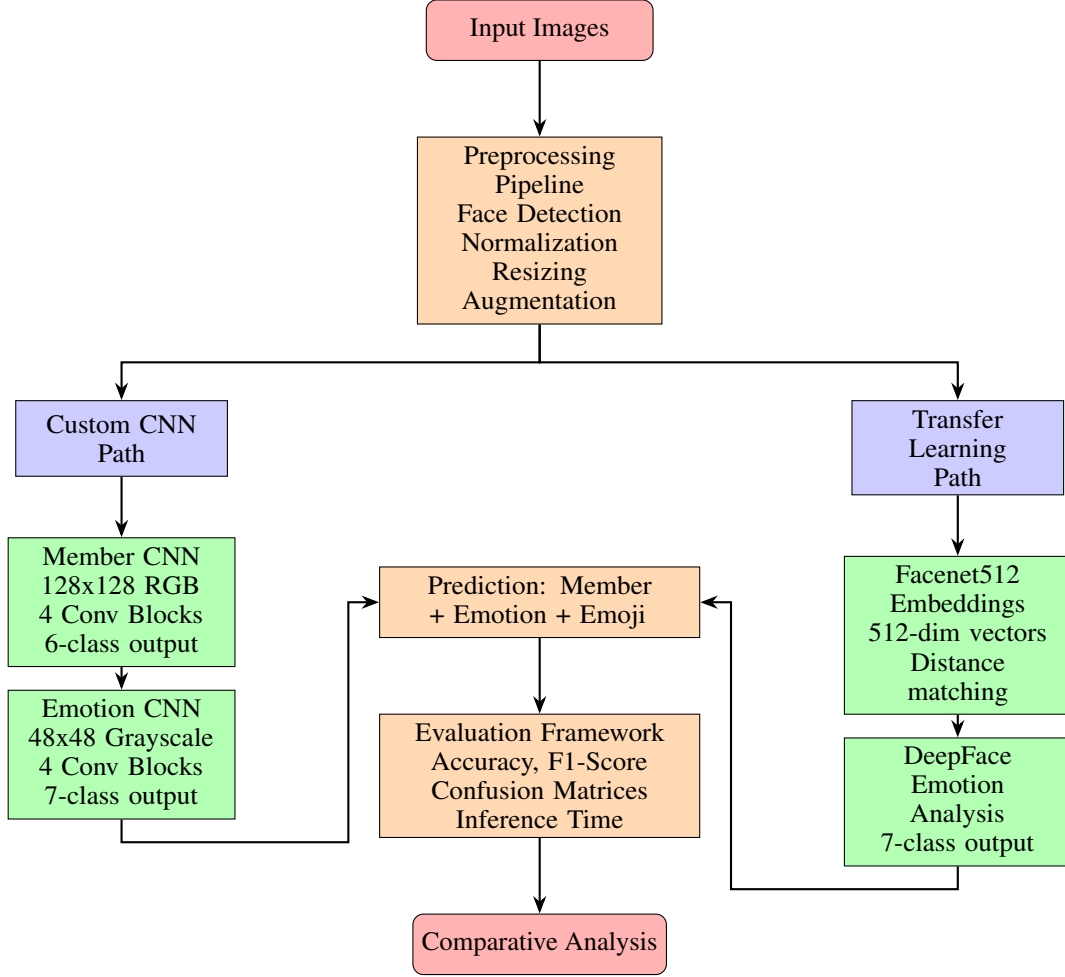 Input Images
Preprocessing
Pipeline
Face Detection
Normalization
Resizing
Augmentation
Custom CNN
Path
Transfer
Learning
Path
Member CNN
128x128 RGB
4 Conv Blocks
6-class output
Emotion CNN
48x48 Grayscale
4 Conv Blocks
7-class output
Prediction: Member
+ Emotion + Emoji
Evaluation Framework
Accuracy, F1-Score
Confusion Matrices
Inference Time
Facenet512
Embeddings
512-dim vectors
Distance
matching
DeepFace
Emotion
Analysis
7-class output
Comparative Analysis